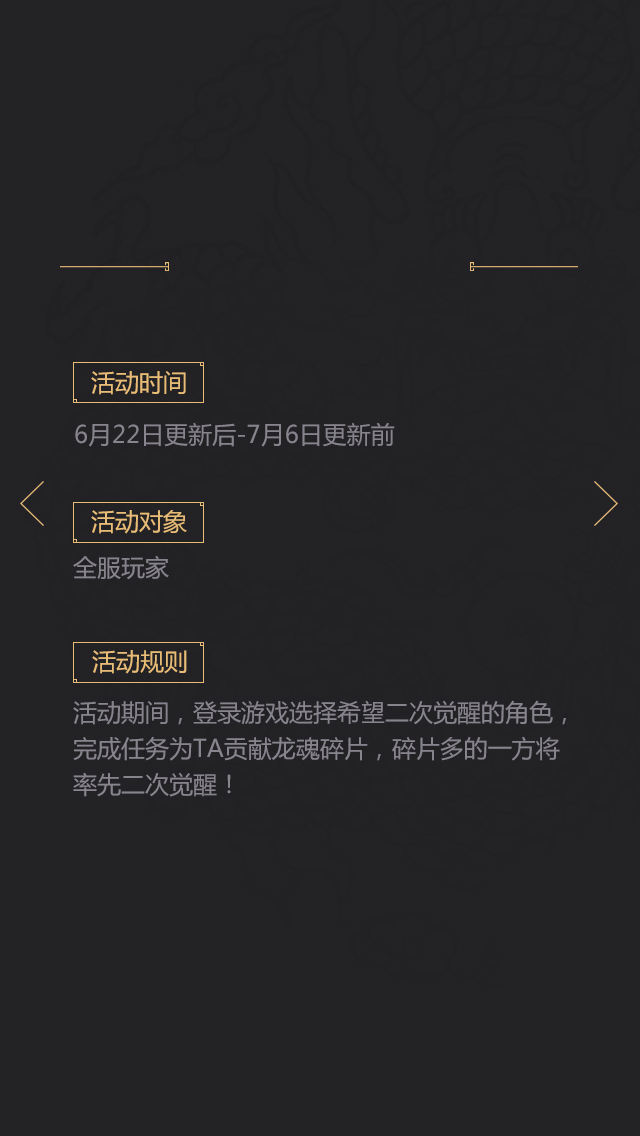 活动时间
6月22日更新后-7月6日更新前
活动对象
全服玩家
活动规则
活动期间，登录游戏选择希望二次觉醒的角色，
完成任务为TA贡献龙魂碎片，碎片多的一方将
率先二次觉醒！